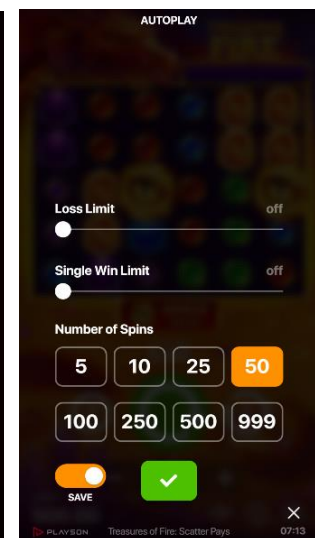 AUTOPLAY
Loss Limit off
Single Win Limit off
Number of Spins
5 10 25 50
100 250 500 999
SAVE
PLAYSON Treasures of Fire: Scatter Pays 07:13